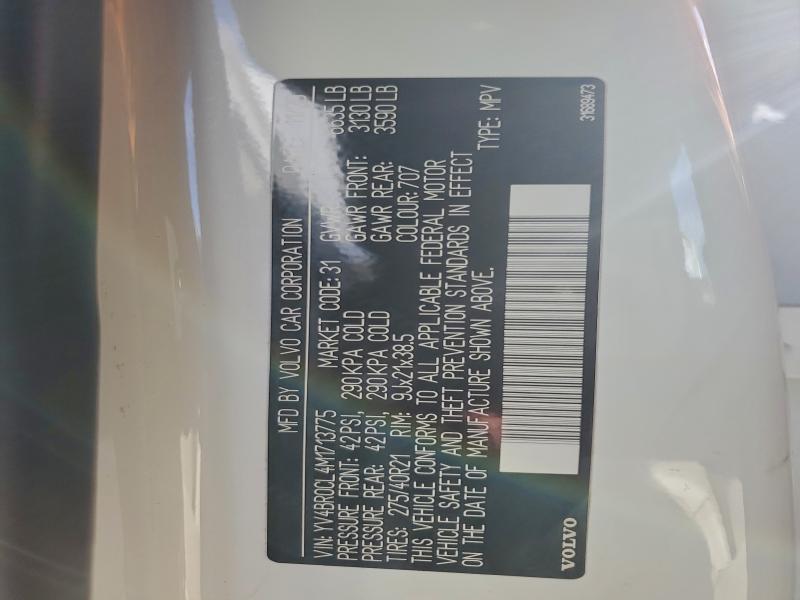 MFD BY VOLVO CAR CORPORATION
VIN: YV4BR0CL4M1713775 MARKET CODE: 31 GVWR: 6635 LB
PRESSURE FRONT: 42PSI, 290KPA COLD GAWR FRONT: 3130 LB
PRESSURE REAR: 42PSI, 290KPA COLD GAWR REAR: 3590 LB
TIRES: 275/40R21 RIM: 9Jx21x38.5 COLOUR: 707
THIS VEHICLE CONFORMS TO ALL APPLICABLE FEDERAL MOTOR
VEHICLE SAFETY AND THEFT PREVENTION STANDARDS IN EFFECT
ON THE DATE OF MANUFACTURE SHOWN ABOVE. TYPE: MPV
VOLVO 31689473